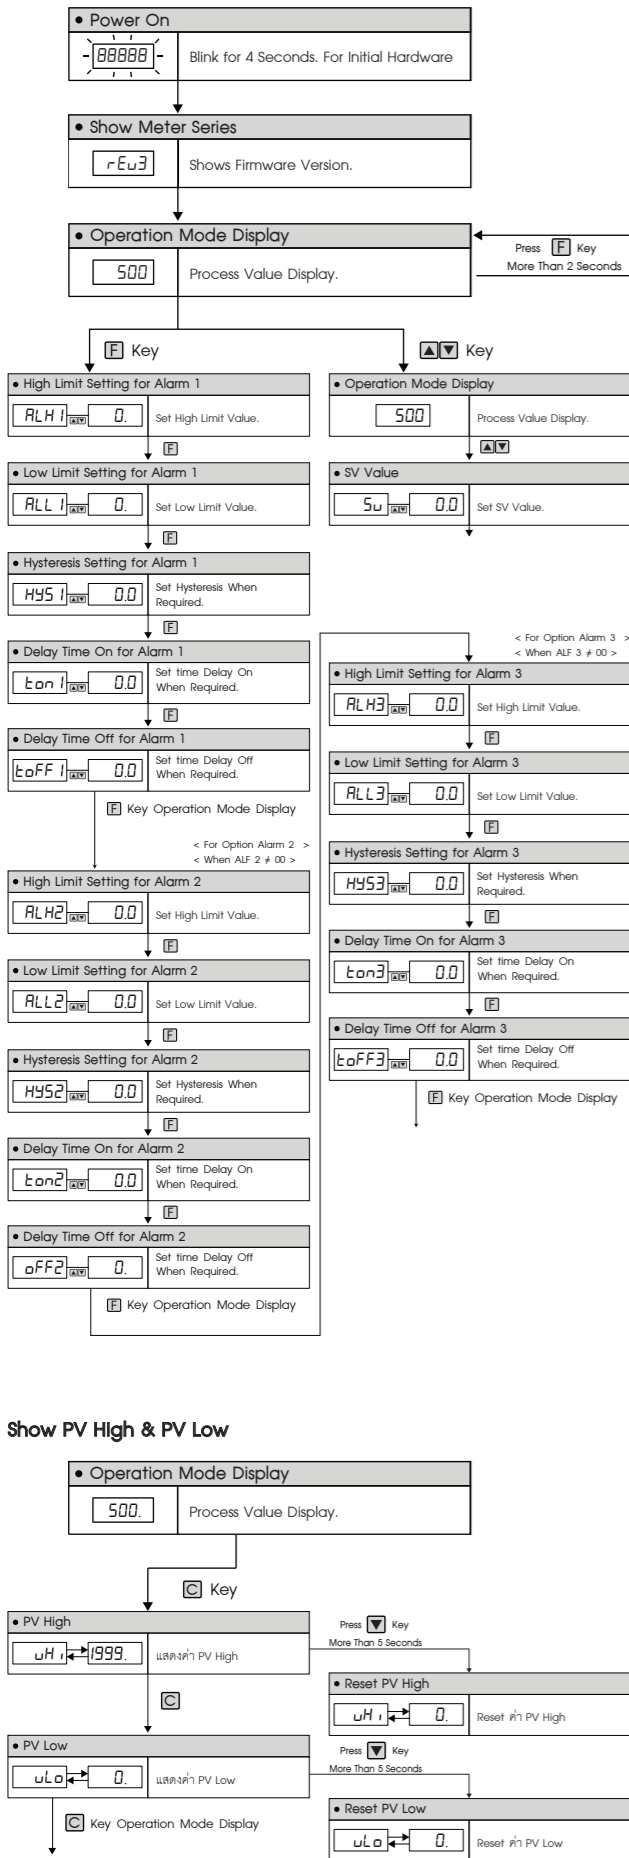 • Power On
88888
Blink for 4 Seconds. For Initial Hardware
• Show Meter Series
rEv3
Shows Firmware Version.
• Operation Mode Display
500
Process Value Display.
Press F Key
More Than 2 Seconds
F Key
▲▼ Key
• High Limit Setting for Alarm 1
ALH1 ▲▼ 0.
Set High Limit Value.
F
• Low Limit Setting for Alarm 1
ALL1 ▲▼ 0.
Set Low Limit Value.
F
• Hysteresis Setting for Alarm 1
HYS1 ▲▼ 0.0
Set Hysteresis When
Required.
F
• Delay Time On for Alarm 1
ton1 ▲▼ 0.0
Set time Delay On
When Required.
F
• Delay Time Off for Alarm 1
toFF1 ▲▼ 0.0
Set time Delay Off
When Required.
F Key Operation Mode Display
< For Option Alarm 2 >
< When ALF 2 ≠ 00 >
• High Limit Setting for Alarm 2
ALH2 ▲▼ 0.0
Set High Limit Value.
F
• Low Limit Setting for Alarm 2
ALL2 ▲▼ 0.0
Set Low Limit Value.
F
• Hysteresis Setting for Alarm 2
HYS2 ▲▼ 0.0
Set Hysteresis When
Required.
F
• Delay Time On for Alarm 2
ton2 ▲▼ 0.0
Set time Delay On
When Required.
F
• Delay Time Off for Alarm 2
oFF2 ▲▼ 0.
Set time Delay Off
When Required.
F Key Operation Mode Display
• Operation Mode Display
500
Process Value Display.
▲▼
• SV Value
Sv ▲▼ 0.0
Set SV Value.
< For Option Alarm 3 >
< When ALF 3 ≠ 00 >
• High Limit Setting for Alarm 3
ALH3 ▲▼ 0.0
Set High Limit Value.
F
• Low Limit Setting for Alarm 3
ALL3 ▲▼ 0.0
Set Low Limit Value.
F
• Hysteresis Setting for Alarm 3
HYS3 ▲▼ 0.0
Set Hysteresis When
Required.
F
• Delay Time On for Alarm 3
ton3 ▲▼ 0.0
Set time Delay On
When Required.
F
• Delay Time Off for Alarm 3
toFF3 ▲▼ 0.0
Set time Delay Off
When Required.
F Key Operation Mode Display
Show PV High & PV Low
• Operation Mode Display
500.
Process Value Display.
C Key
• PV High
vHi 1999.
แสดงค่า PV High
Press ▼ Key
More Than 5 Seconds
• Reset PV High
vHi 0.
Reset ค่า PV High
C
• PV Low
vLo 0.
แสดงค่า PV Low
Press ▼ Key
More Than 5 Seconds
• Reset PV Low
vLo 0.
Reset ค่า PV Low
C Key Operation Mode Display